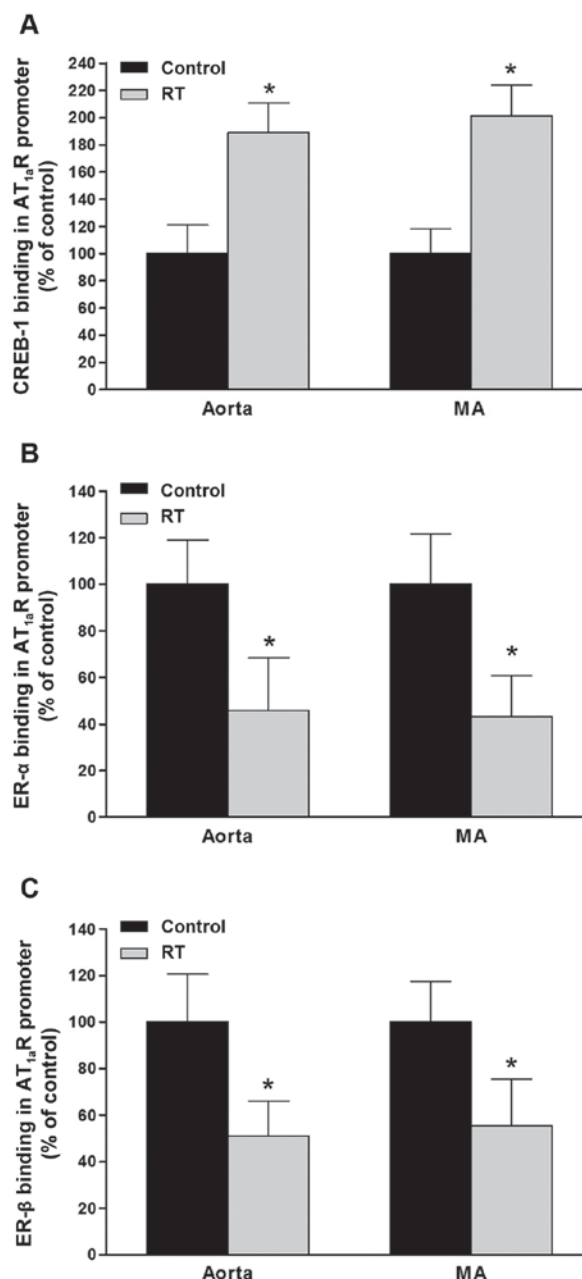 A
CREB-1 binding in AT1aR promoter
(% of control)
240
220
200
180
160
140
120
100
80
60
40
20
0
Control
RT
*
*
Aorta
MA
B
ER-α binding in AT1aR promoter
(% of control)
140
120
100
80
60
40
20
0
Control
RT
*
*
Aorta
MA
C
ER-β binding in AT1aR promoter
(% of control)
140
120
100
80
60
40
20
0
Control
RT
*
*
Aorta
MA